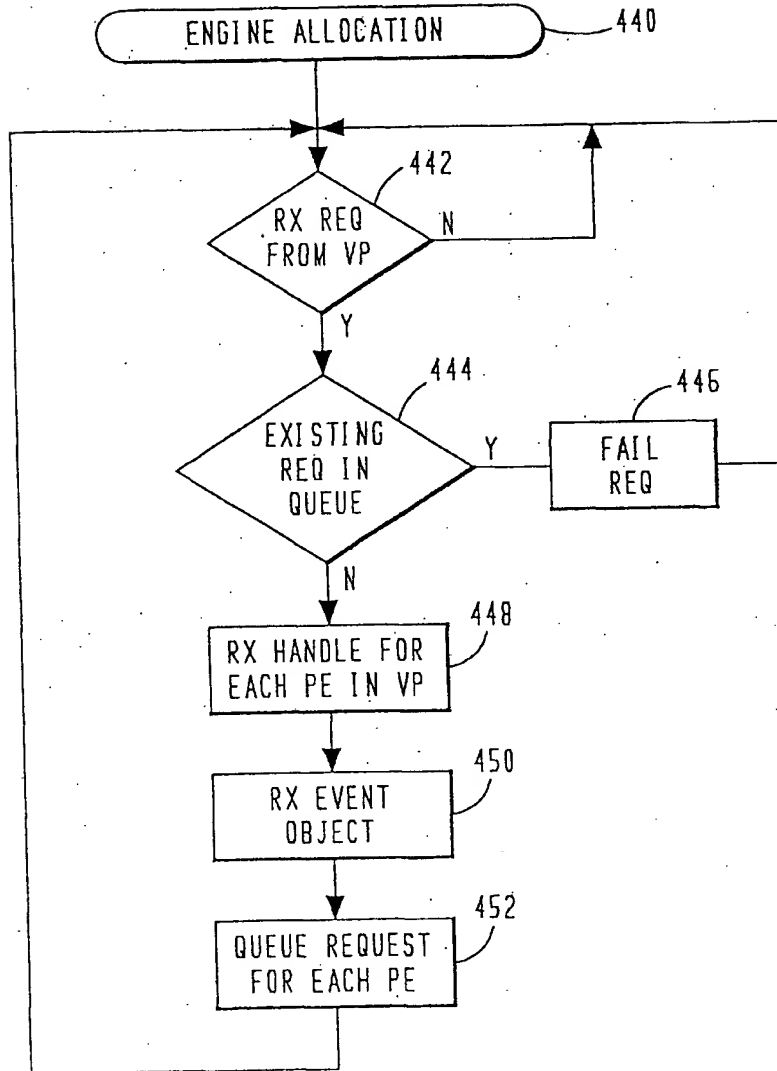 ENGINE ALLOCATION
440
442
RX REQ
FROM VP
N
Y
444
EXISTING
REQ IN
QUEUE
Y
446
FAIL
REQ
N
448
RX HANDLE FOR
EACH PE IN VP
450
RX EVENT
OBJECT
452
QUEUE REQUEST
FOR EACH PE